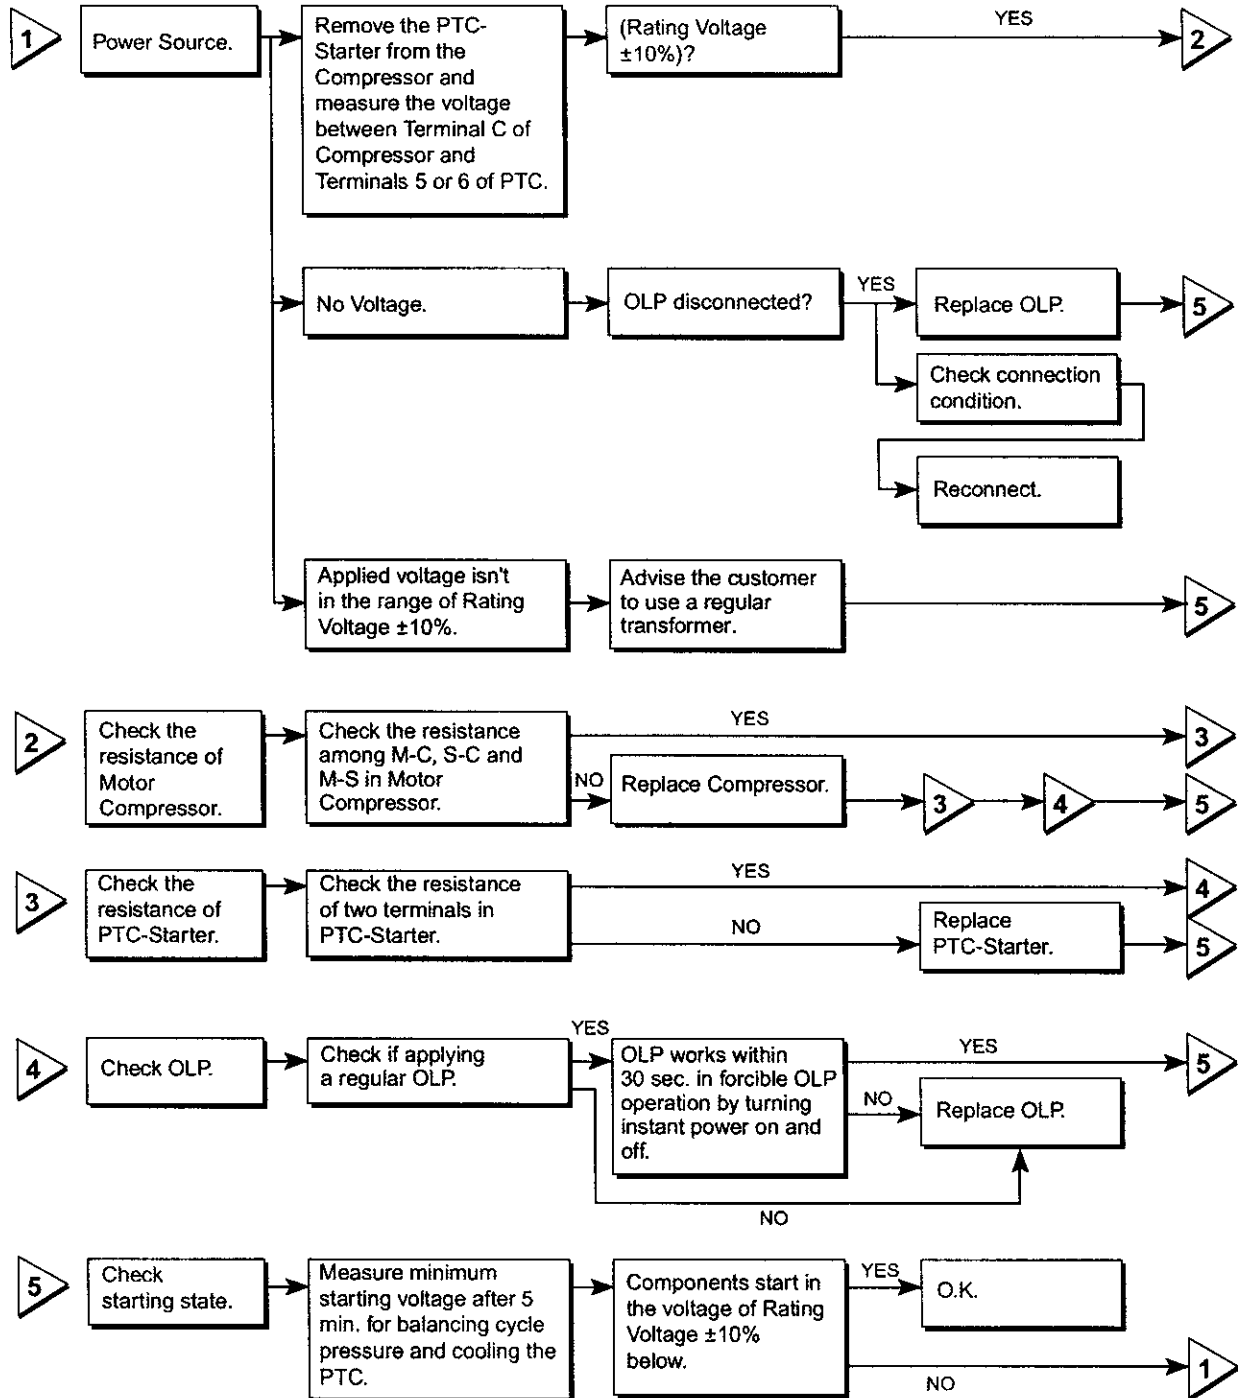 1
Power Source.
Remove the PTC-
Starter from the
Compressor and
measure the voltage
between Terminal C of
Compressor and
Terminals 5 or 6 of PTC.
(Rating Voltage
±10%)?
YES
2
No Voltage.
OLP disconnected?
YES
Replace OLP.
5
Check connection
condition.
Reconnect.
Applied voltage isn't
in the range of Rating
Voltage ±10%.
Advise the customer
to use a regular
transformer.
5
2
Check the
resistance of
Motor
Compressor.
Check the resistance
among M-C, S-C and
M-S in Motor
Compressor.
YES
3
NO
Replace Compressor.
3
4
5
3
Check the
resistance of
PTC-Starter.
Check the resistance
of two terminals in
PTC-Starter.
YES
4
NO
Replace
PTC-Starter.
5
4
Check OLP.
Check if applying
a regular OLP.
YES
OLP works within
30 sec. in forcible OLP
operation by turning
instant power on and
off.
YES
5
NO
Replace OLP.
NO
5
Check
starting state.
Measure minimum
starting voltage after 5
min. for balancing cycle
pressure and cooling the
PTC.
Components start in
the voltage of Rating
Voltage ±10%
below.
YES
O.K.
NO
1